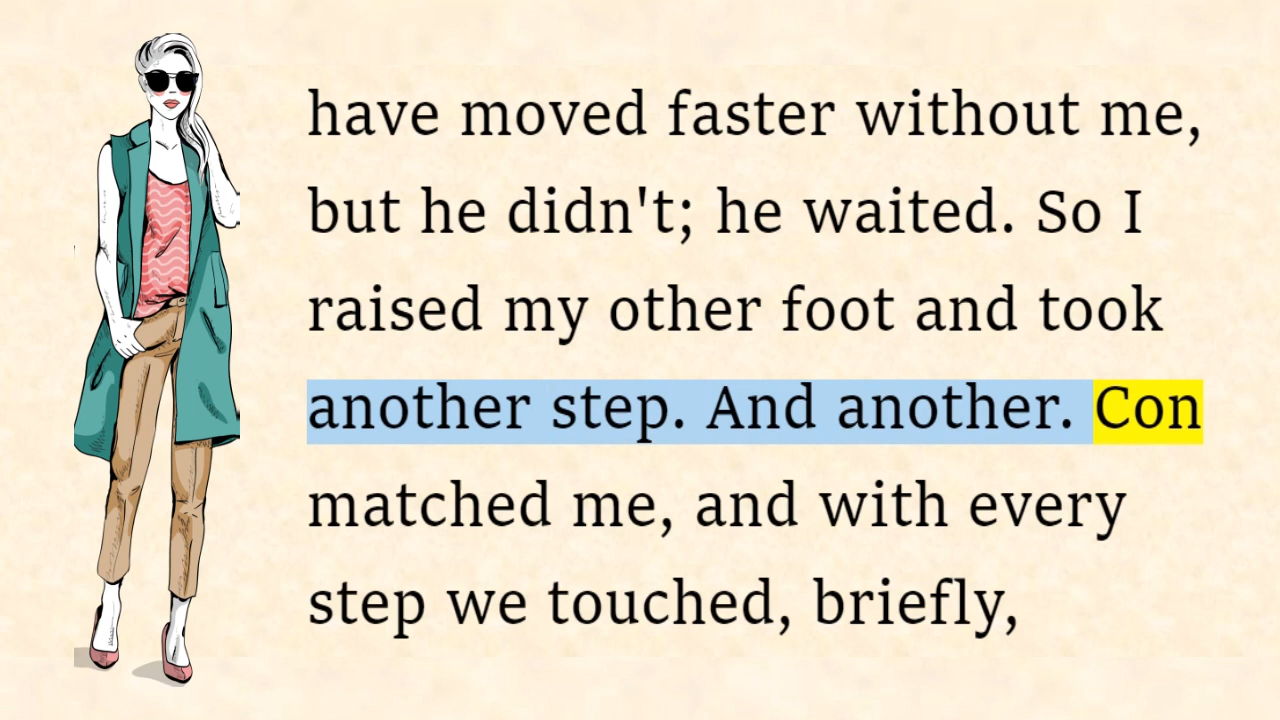 have moved faster without me,
but he didn't; he waited. So I
raised my other foot and took
another step. And another. Con
matched me, and with every
step we touched, briefly,